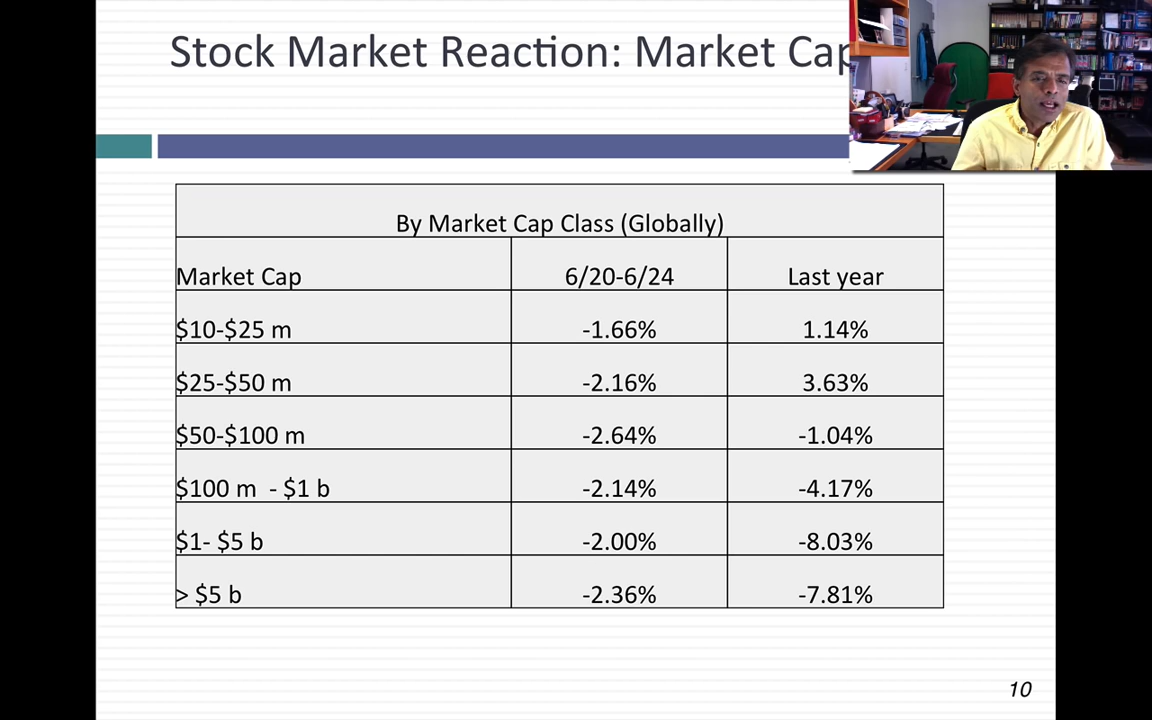 Stock Market Reaction: Market Cap
By Market Cap Class (Globally)
Market Cap 6/20-6/24 Last year
$10-$25 m -1.66% 1.14%
$25-$50 m -2.16% 3.63%
$50-$100 m -2.64% -1.04%
$100 m - $1 b -2.14% -4.17%
$1- $5 b -2.00% -8.03%
> $5 b -2.36% -7.81%
10